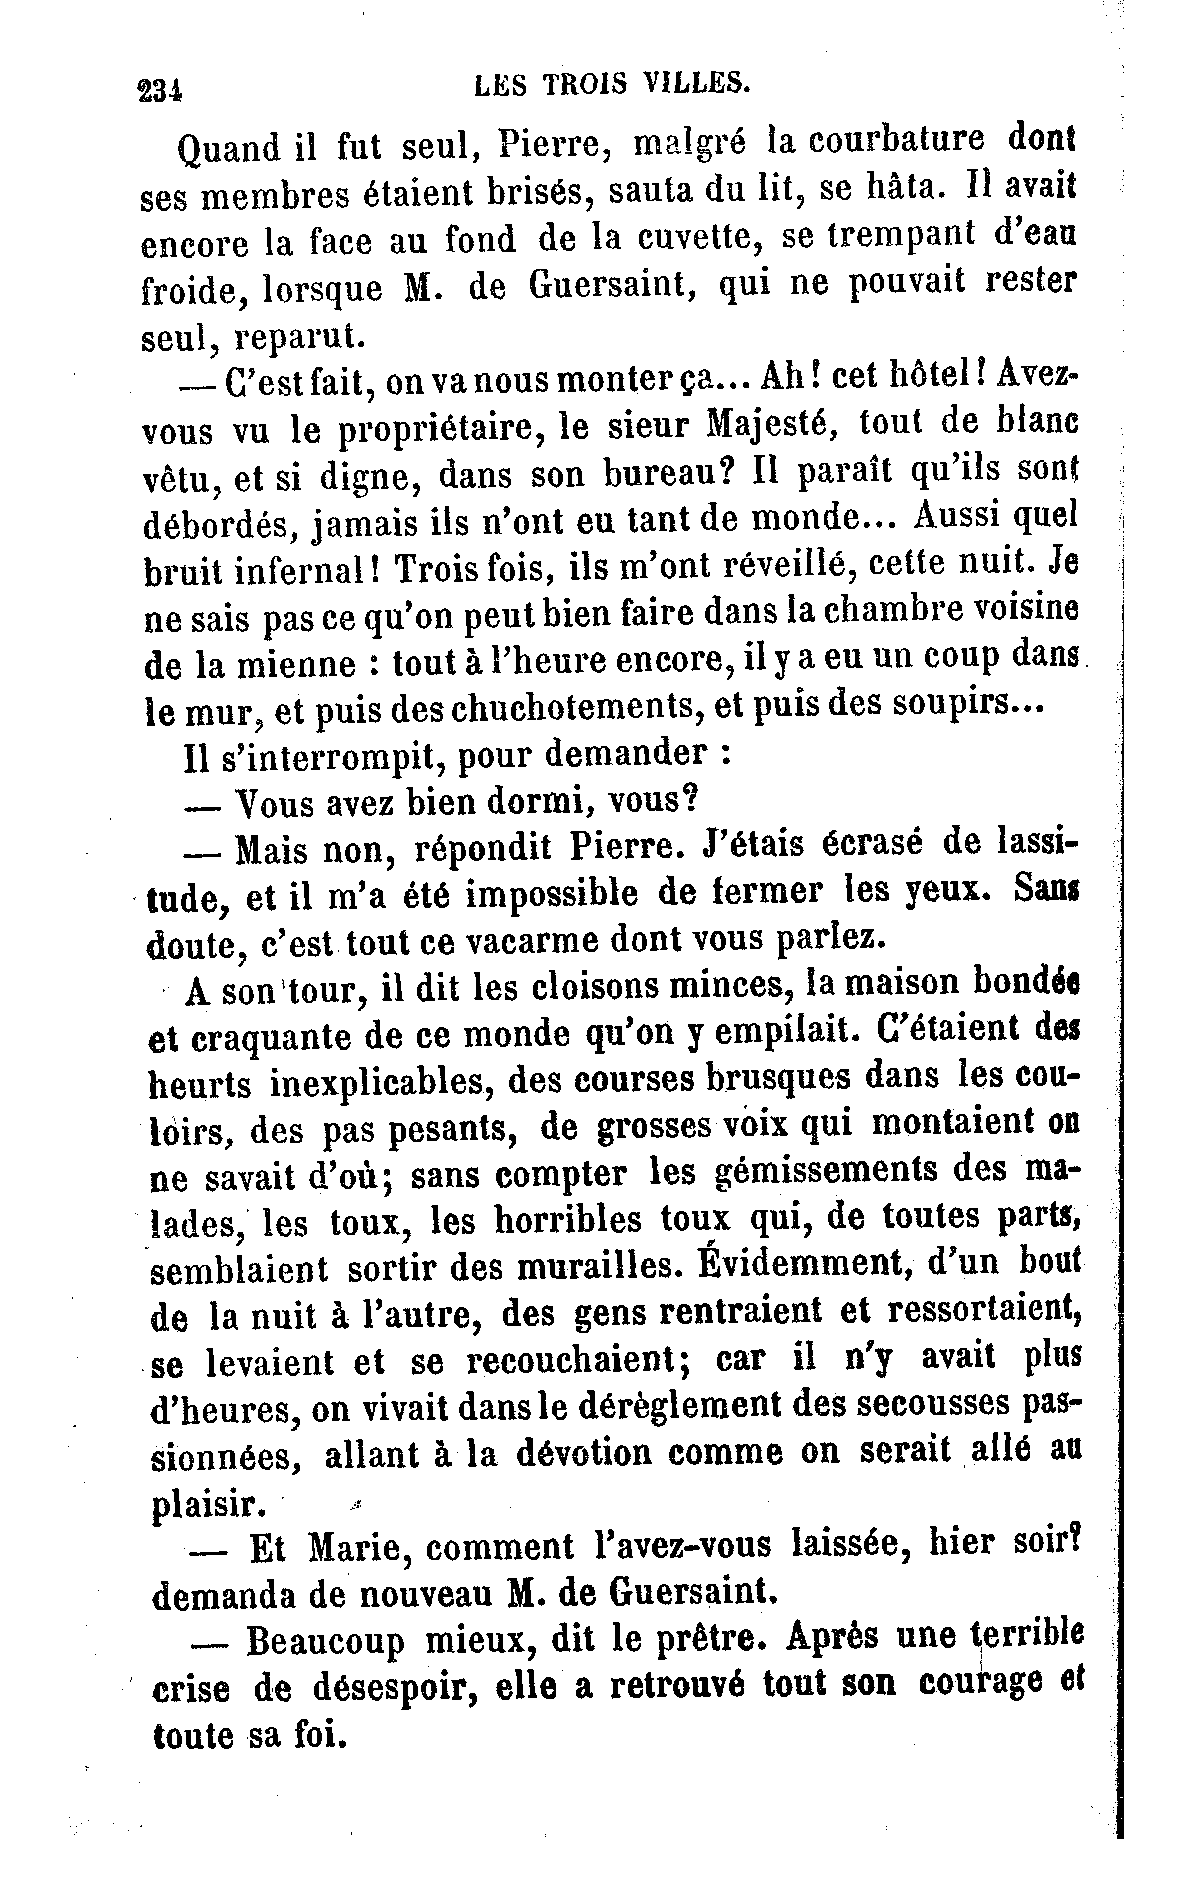 234 LES TROIS VILLES.
Quand il fut seul, Pierre, malgré la courbature dont
ses membres étaient brisés, sauta du lit, se hâta. Il avait
encore la face au fond de la cuvette, se trempant d'eau
froide, lorsque M. de Guersaint, qui ne pouvait rester
seul, reparut.
— C'est fait, on va nous monter ça... Ah! cet hôtel! Avez-
vous vu le propriétaire, le sieur Majesté, tout de blanc
vêtu, et si digne, dans son bureau? Il paraît qu'ils sont
débordés, jamais ils n'ont eu tant de monde... Aussi quel
bruit infernal! Trois fois, ils m'ont réveillé, cette nuit. Je
ne sais pas ce qu'on peut bien faire dans la chambre voisine
de la mienne : tout à l'heure encore, il y a eu un coup dans
le mur, et puis des chuchotements, et puis des soupirs...
Il s'interrompit, pour demander :
— Vous avez bien dormi, vous?
— Mais non, répondit Pierre. J'étais écrasé de lassi-
tude, et il m'a été impossible de fermer les yeux. Sans
doute, c'est tout ce vacarme dont vous parlez.
A son tour, il dit les cloisons minces, la maison bondée
et craquante de ce monde qu'on y empilait. C'étaient des
heurts inexplicables, des courses brusques dans les cou-
loirs, des pas pesants, de grosses voix qui montaient on
ne savait d'où; sans compter les gémissements des ma-
lades, les toux, les horribles toux qui, de toutes parts,
semblaient sortir des murailles. Évidemment, d'un bout
de la nuit à l'autre, des gens rentraient et ressortaient,
se levaient et se recouchaient; car il n'y avait plus
d'heures, on vivait dans le dérèglement des secousses pas-
sionnées, allant à la dévotion comme on serait allé au
plaisir.
— Et Marie, comment l'avez-vous laissée, hier soir?
demanda de nouveau M. de Guersaint.
— Beaucoup mieux, dit le prêtre. Après une terrible
crise de désespoir, elle a retrouvé tout son courage et
toute sa foi.